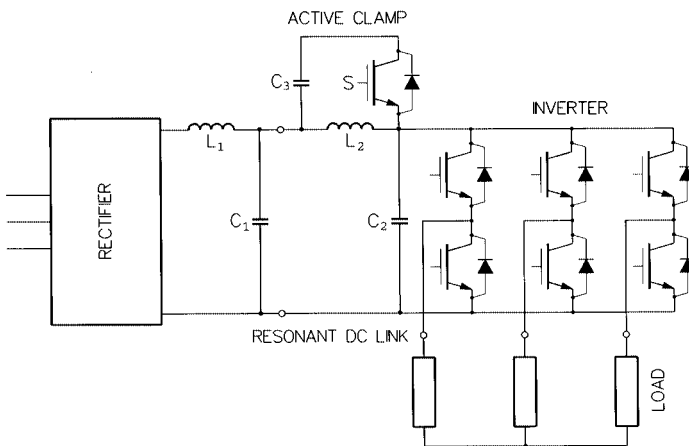 ACTIVE CLAMP
C3
S
INVERTER
L1
L2
RECTIFIER
C1
C2
RESONANT DC LINK
LOAD